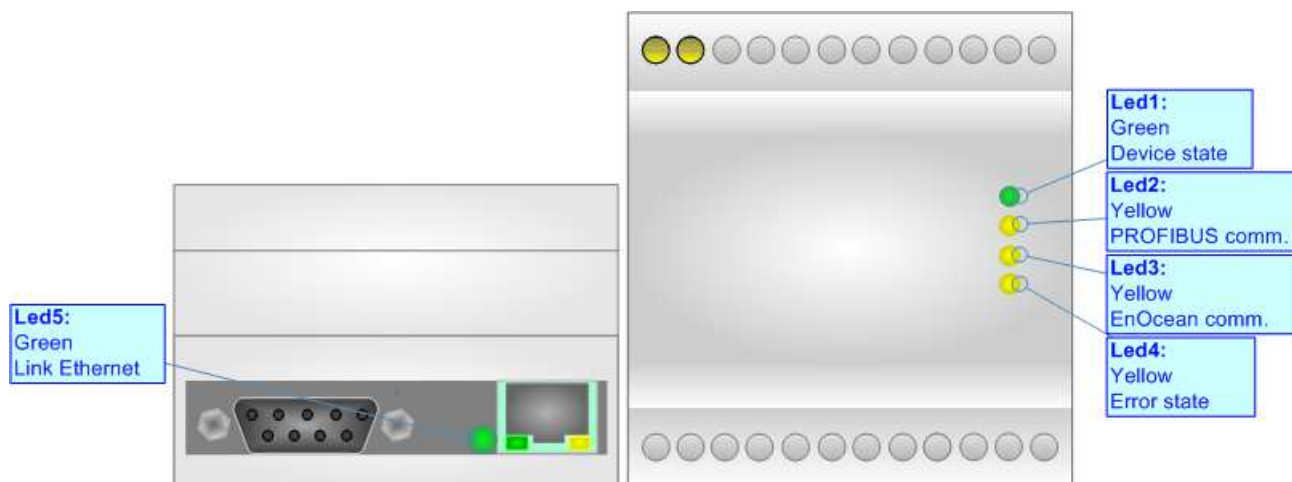 Led1:
Green
Device state
Led2:
Yellow
PROFIBUS comm.
Led3:
Yellow
EnOcean comm.
Led4:
Yellow
Error state
Led5:
Green
Link Ethernet